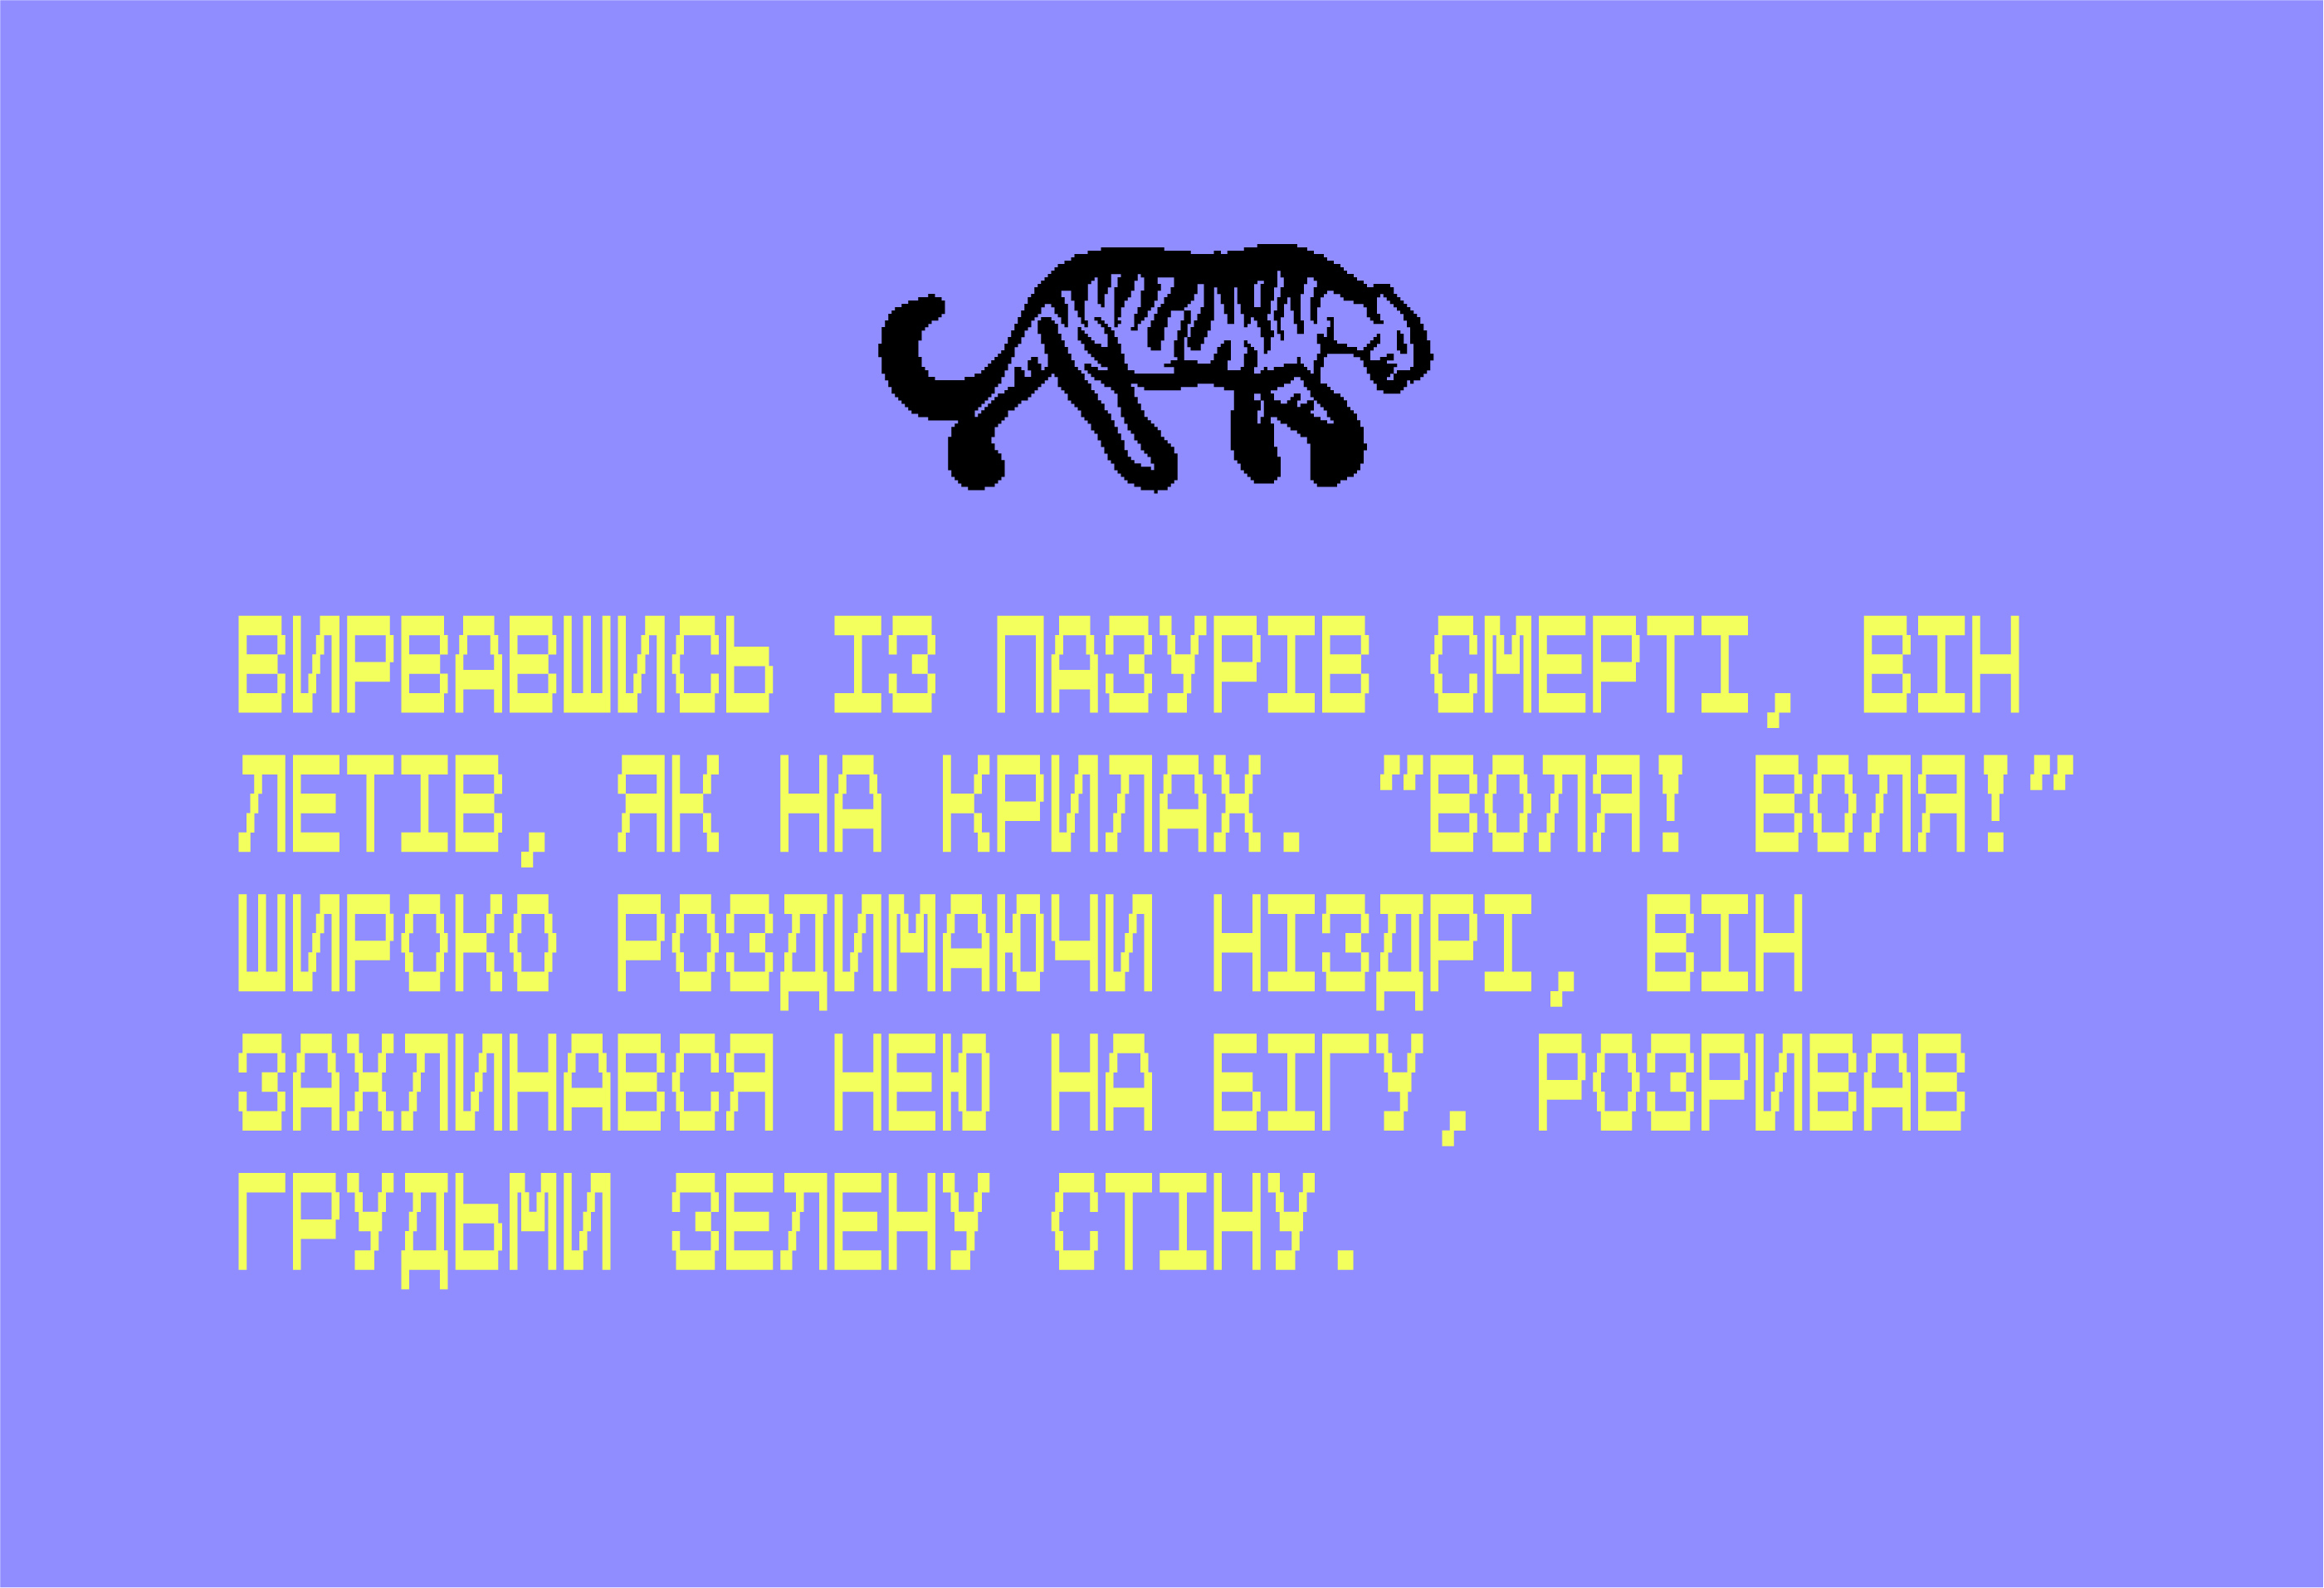 ВИРВАВШИСЬ ІЗ ПАЗУРІВ СМЕРТІ, ВІН
ЛЕТІВ, ЯК НА КРИЛАХ. “ВОЛЯ! ВОЛЯ!”
ШИРОКО РОЗДИМАЮЧИ НІЗДРІ, ВІН
ЗАХЛИНАВСЯ НЕЮ НА БІГУ, РОЗРИВАВ
ГРУДЬМИ ЗЕЛЕНУ СТІНУ.